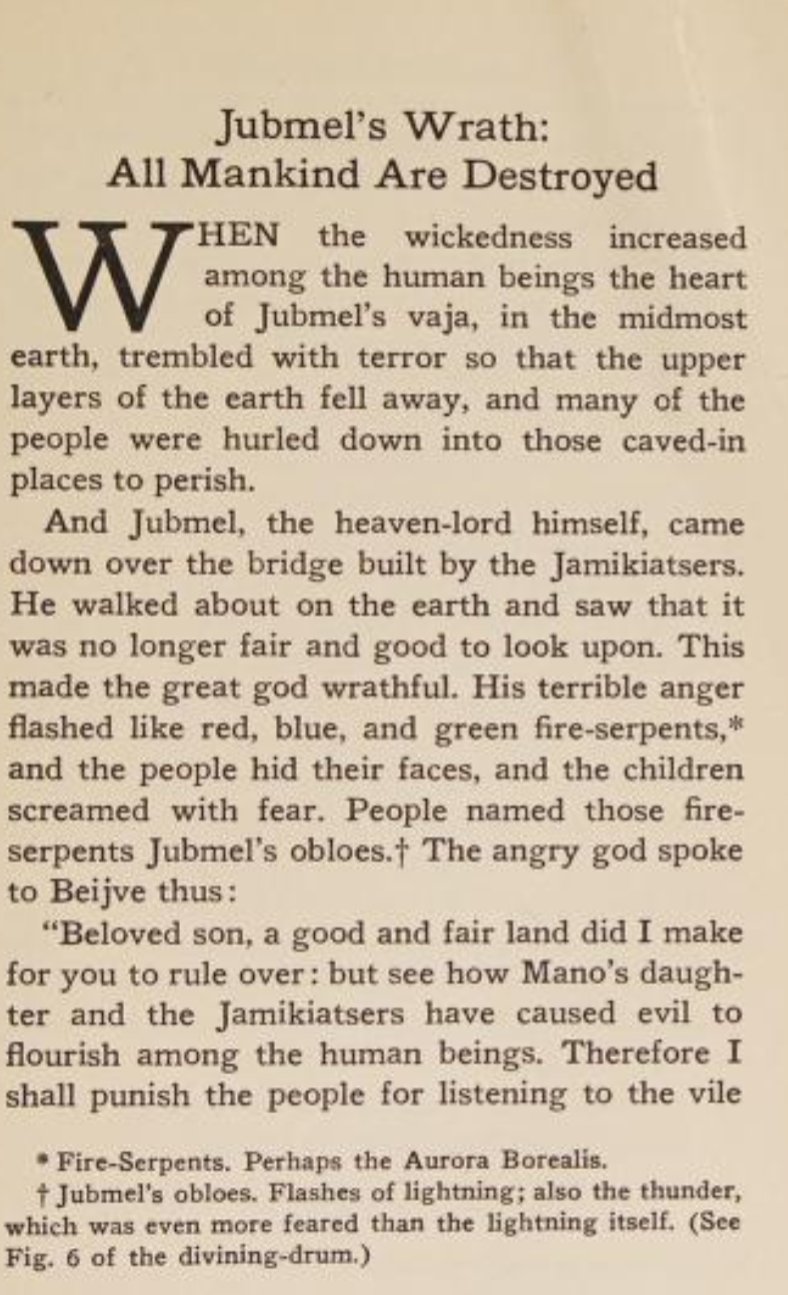 Jubmel's Wrath:
All Mankind Are Destroyed
WHEN the wickedness increased
among the human beings the heart
of Jubmel's vaja, in the midmost
earth, trembled with terror so that the upper
layers of the earth fell away, and many of the
people were hurled down into those caved-in
places to perish.
And Jubmel, the heaven-lord himself, came
down over the bridge built by the Jamikiatsers.
He walked about on the earth and saw that it
was no longer fair and good to look upon. This
made the great god wrathful. His terrible anger
flashed like red, blue, and green fire-serpents,*
and the people hid their faces, and the children
screamed with fear. People named those fire-
serpents Jubmel's obloes.† The angry god spoke
to Beijve thus:
"Beloved son, a good and fair land did I make
for you to rule over: but see how Mano's daugh-
ter and the Jamikiatsers have caused evil to
flourish among the human beings. Therefore I
shall punish the people for listening to the vile
* Fire-Serpents. Perhaps the Aurora Borealis.
† Jubmel's obloes. Flashes of lightning; also the thunder,
which was even more feared than the lightning itself. (See
Fig. 6 of the divining-drum.)